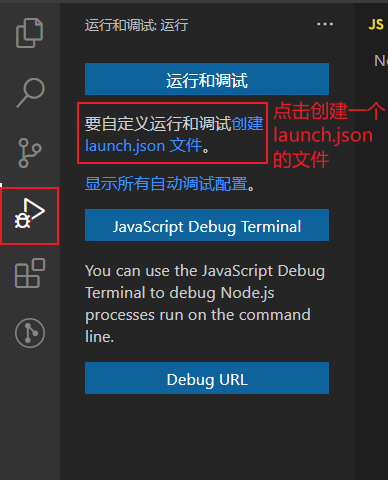 运行和调试: 运行
JS
No
运行和调试
要自定义运行和调试创建
launch.json 文件。
点击创建一个
launch.json
的文件
显示所有自动调试配置。
JavaScript Debug Terminal
You can use the JavaScript Debug
Terminal to debug Node.js
processes run on the command
line.
Debug URL